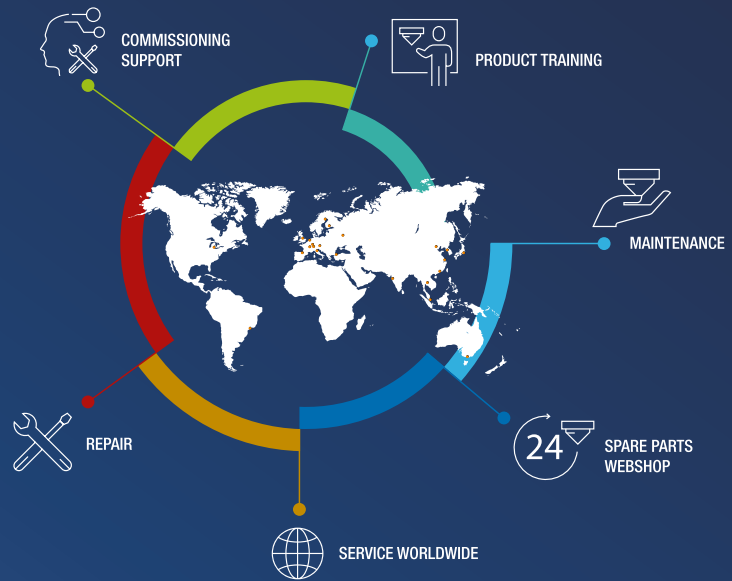 COMMISSIONING
SUPPORT
PRODUCT TRAINING
MAINTENANCE
24
SPARE PARTS
WEBSHOP
REPAIR
SERVICE WORLDWIDE